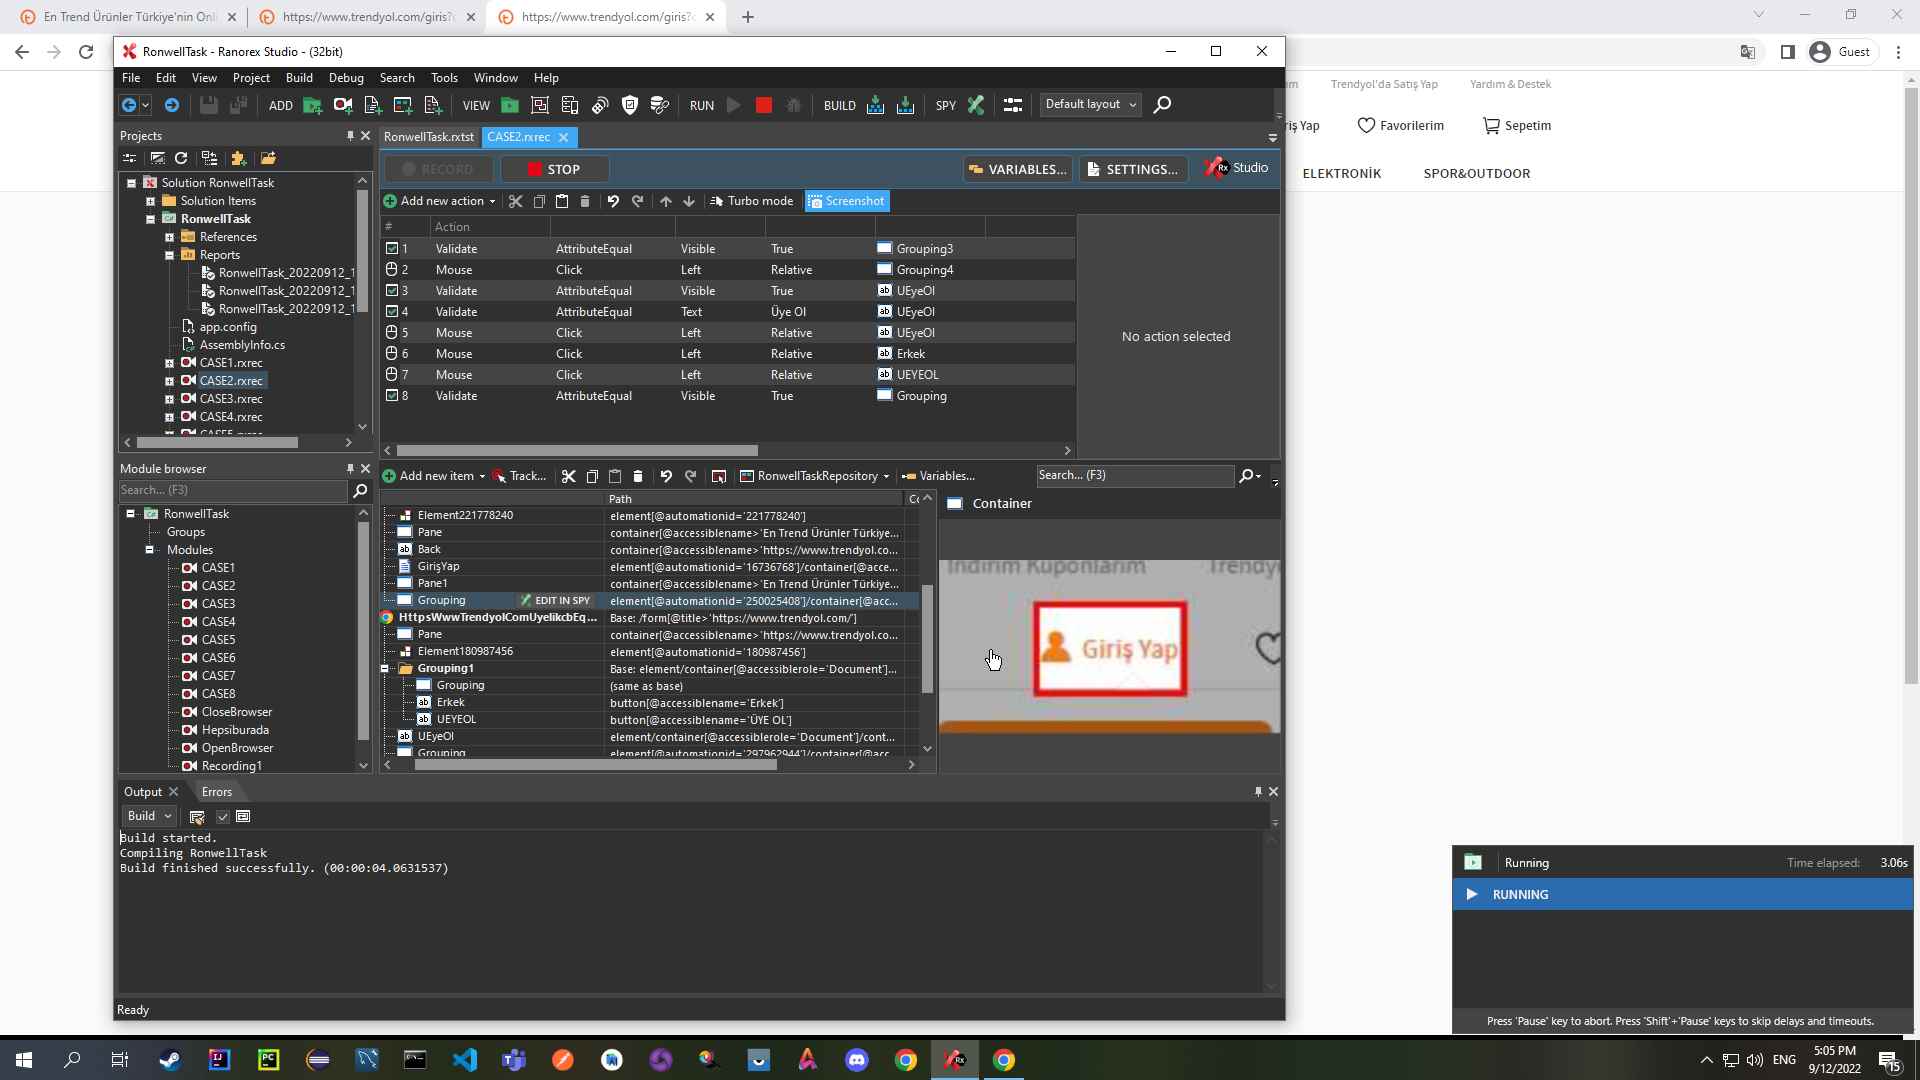 En Trend Ürünler Türkiye'nin Onl
https://www.trendyol.com/giris?
https://www.trendyol.com/giris?
Guest
RonwellTask - Ranorex Studio - (32bit)
File Edit View Project Build Debug Search Tools Window Help
Trendyol'da Satış Yap Yardım & Destek
ADD VIEW RUN BUILD SPY Default layout
Favorilerim Sepetim
ELEKTRONİK SPOR&OUTDOOR
Projects
RonwellTask.rxtst CASE2.rxrec
RECORD STOP VARIABLES... SETTINGS... Studio
Solution RonwellTask
Solution Items
RonwellTask
References
Reports
RonwellTask_20220912_1
RonwellTask_20220912_1
RonwellTask_20220912_1
app.config
AssemblyInfo.cs
CASE1.rxrec
CASE2.rxrec
CASE3.rxrec
CASE4.rxrec
Add new action Turbo mode Screenshot
# Action
1 Validate AttributeEqual Visible True Grouping3
2 Mouse Click Left Relative Grouping4
3 Validate AttributeEqual Visible True UEyeOl
4 Validate AttributeEqual Text Üye Ol UEyeOl
5 Mouse Click Left Relative UEyeOl
6 Mouse Click Left Relative Erkek
7 Mouse Click Left Relative UEYEOL
8 Validate AttributeEqual Visible True Grouping
No action selected
Module browser
Search... (F3)
RonwellTask
Groups
Modules
CASE1
CASE2
CASE3
CASE4
CASE5
CASE6
CASE7
CASE8
CloseBrowser
Hepsiburada
OpenBrowser
Recording1
Add new item Track... RonwellTaskRepository Variables... Search... (F3)
Path
Element221778240 element[@automationid='221778240']
Pane container[@accessiblename>'En Trend Ürünler Türkiye...
Back container[@accessiblename>'https://www.trendyol.co...
GirişYap element[@automationid='16736768']/container[@acce...
Pane1 container[@accessiblename>'En Trend Ürünler Türkiye...
Grouping EDIT IN SPY element[@automationid='250025408']/container[@acc...
HttpsWwwTrendyolComUyelikcbEq... Base: /form[@title>'https://www.trendyol.com/']
Pane container[@accessiblename>'https://www.trendyol.co...
Element180987456 element[@automationid='180987456']
Grouping1 Base: element/container[@accessiblerole='Document']...
Grouping (same as base)
Erkek button[@accessiblename='Erkek']
UEYEOL button[@accessiblename='ÜYE OL']
UEyeOl element/container[@accessiblerole='Document']/cont...
Grouping element[@automationid='297962944']/container[@acc...
Container
İndirim Kuponlarım
Giriş Yap
Output Errors
Build
Build started.
Compiling RonwellTask
Build finished successfully. (00:00:04.0631537)
Ready
Running Time elapsed: 3.06s
RUNNING
Press 'Pause' key to abort. Press 'Shift'+'Pause' keys to skip delays and timeouts.
ENG
5:05 PM
9/12/2022
15